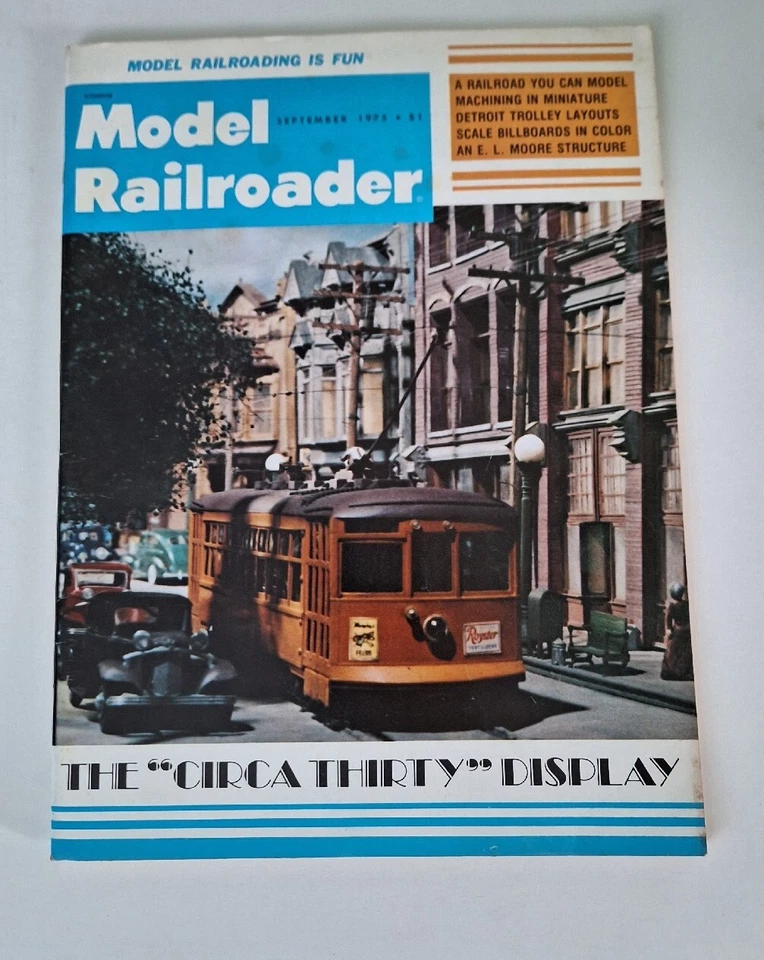 MODEL RAILROADING IS FUN
Model
SEPTEMBER 1975 • $1
Railroader
A RAILROAD YOU CAN MODEL
MACHINING IN MINIATURE
DETROIT TROLLEY LAYOUTS
SCALE BILLBOARDS IN COLOR
AN E. L. MOORE STRUCTURE
Royster
THE “CIRCA THIRTY” DISPLAY